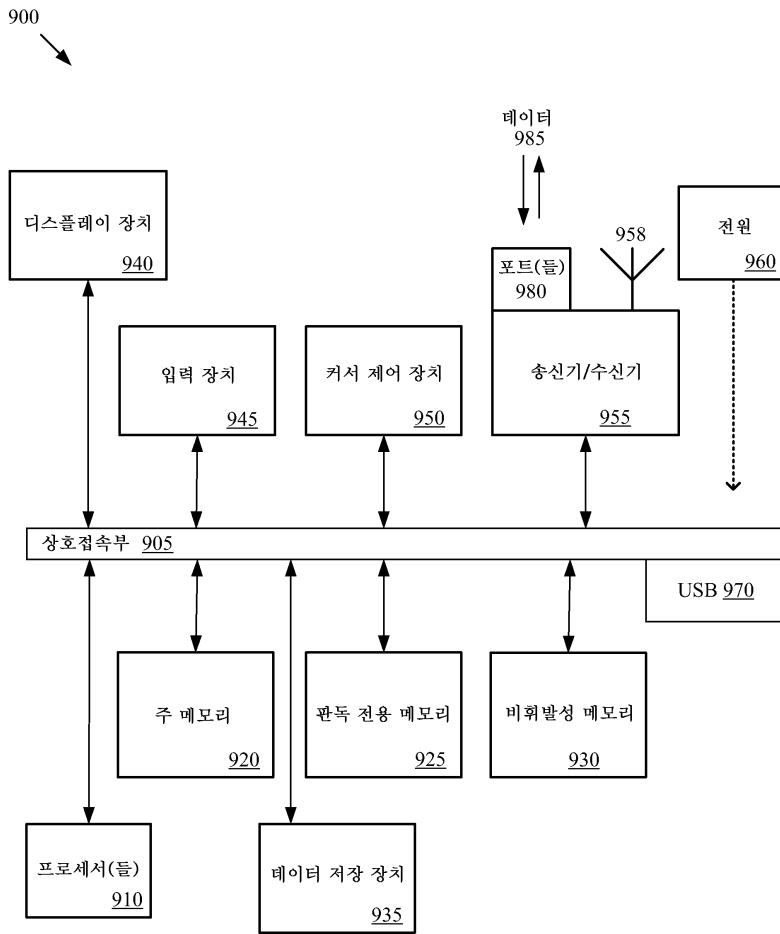 900
데이터
985
디스플레이 장치
940
포트(들)
980
958
전원
960
입력 장치
945
커서 제어 장치
950
송신기/수신기
955
상호접속부 905
USB 970
주 메모리
920
판독 전용 메모리
925
비휘발성 메모리
930
프로세서(들)
910
데이터 저장 장치
935